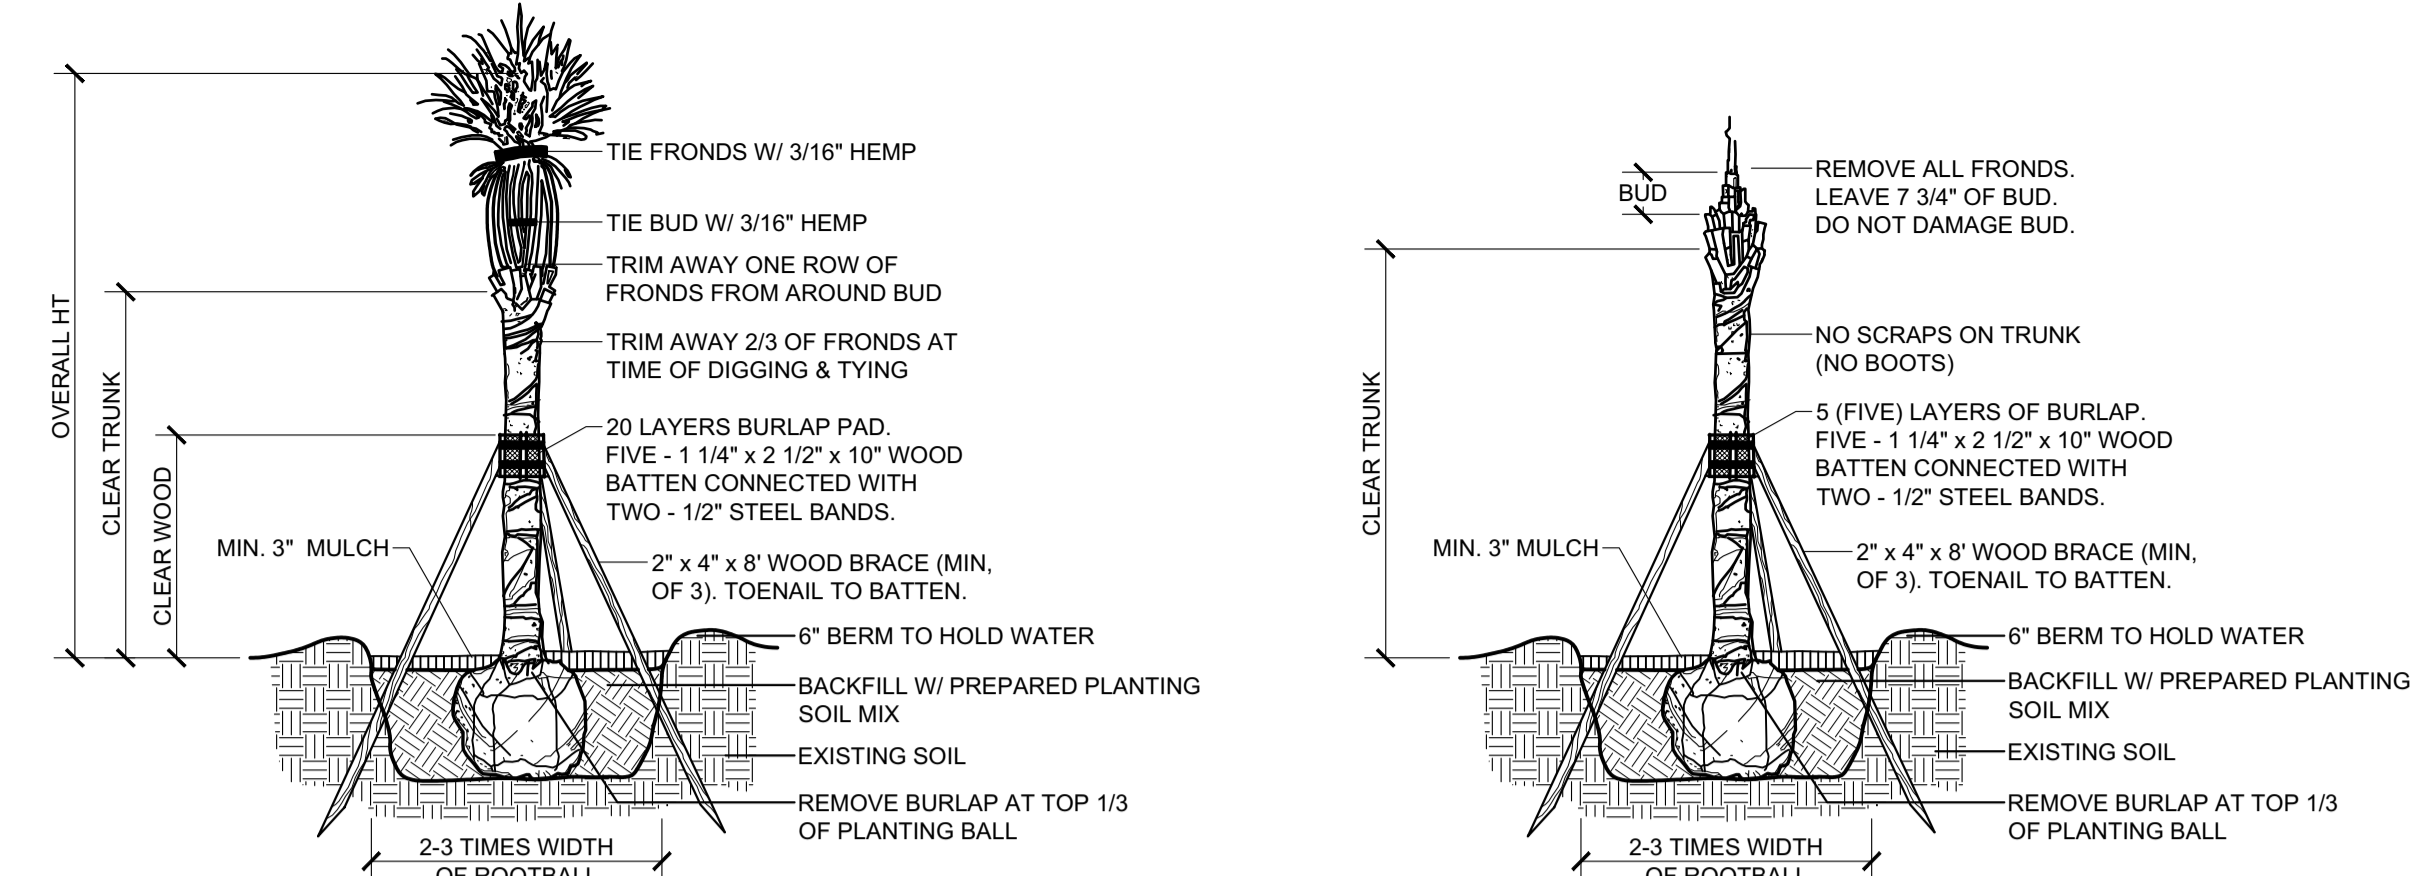 OVERALL HT
CLEAR TRUNK
CLEAR WOOD
TIE FRONDS W/ 3/16" HEMP
TIE BUD W/ 3/16" HEMP
TRIM AWAY ONE ROW OF
FRONDS FROM AROUND BUD
TRIM AWAY 2/3 OF FRONDS AT
TIME OF DIGGING & TYING
20 LAYERS BURLAP PAD.
FIVE - 1 1/4" x 2 1/2" x 10" WOOD
BATTEN CONNECTED WITH
TWO - 1/2" STEEL BANDS.
MIN. 3" MULCH
2" x 4" x 8' WOOD BRACE (MIN,
OF 3). TOENAIL TO BATTEN.
6" BERM TO HOLD WATER
BACKFILL W/ PREPARED PLANTING
SOIL MIX
EXISTING SOIL
REMOVE BURLAP AT TOP 1/3
OF PLANTING BALL
2-3 TIMES WIDTH
OF ROOTBALL
BUD
REMOVE ALL FRONDS.
LEAVE 7 3/4" OF BUD.
DO NOT DAMAGE BUD.
CLEAR TRUNK
NO SCRAPS ON TRUNK
(NO BOOTS)
5 (FIVE) LAYERS OF BURLAP.
FIVE - 1 1/4" x 2 1/2" x 10" WOOD
BATTEN CONNECTED WITH
TWO - 1/2" STEEL BANDS.
MIN. 3" MULCH
2" x 4" x 8' WOOD BRACE (MIN,
OF 3). TOENAIL TO BATTEN.
6" BERM TO HOLD WATER
BACKFILL W/ PREPARED PLANTING
SOIL MIX
EXISTING SOIL
REMOVE BURLAP AT TOP 1/3
OF PLANTING BALL
2-3 TIMES WIDTH
OF ROOTBALL